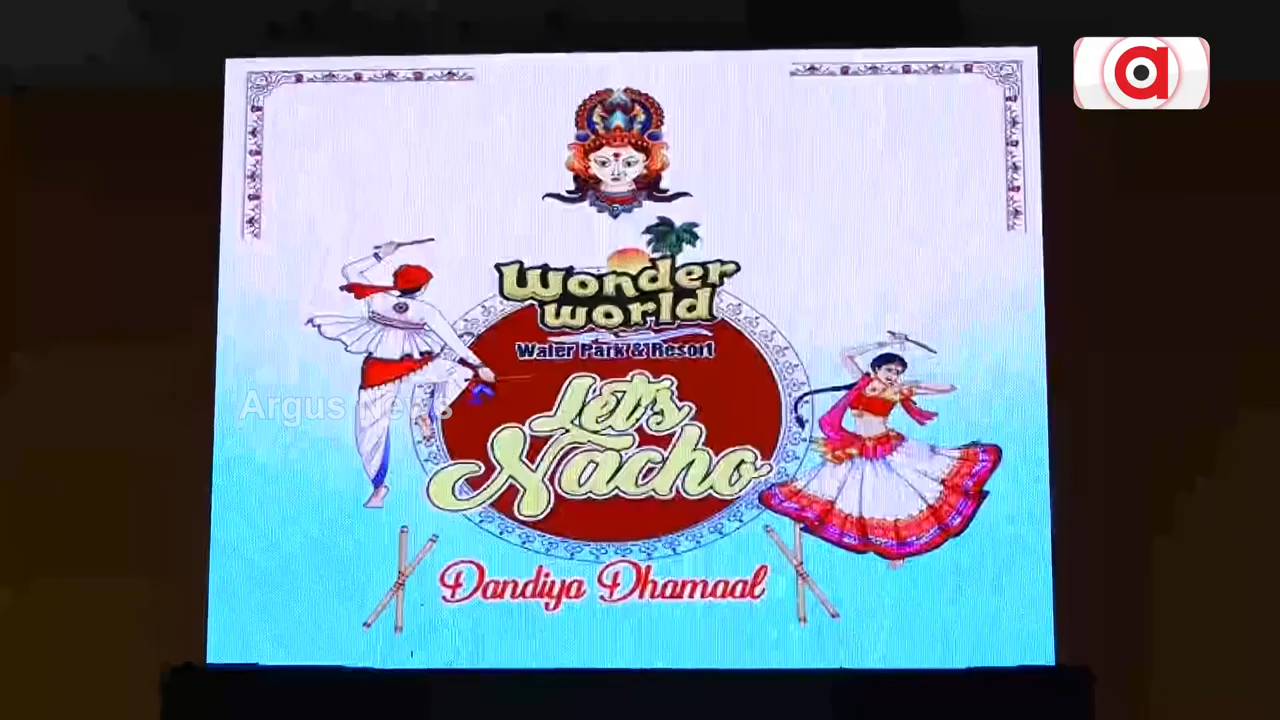 a
Wonder
world
Water Park & Resort
Let's
Nacho
Argus News
Dandiya Dhamaal